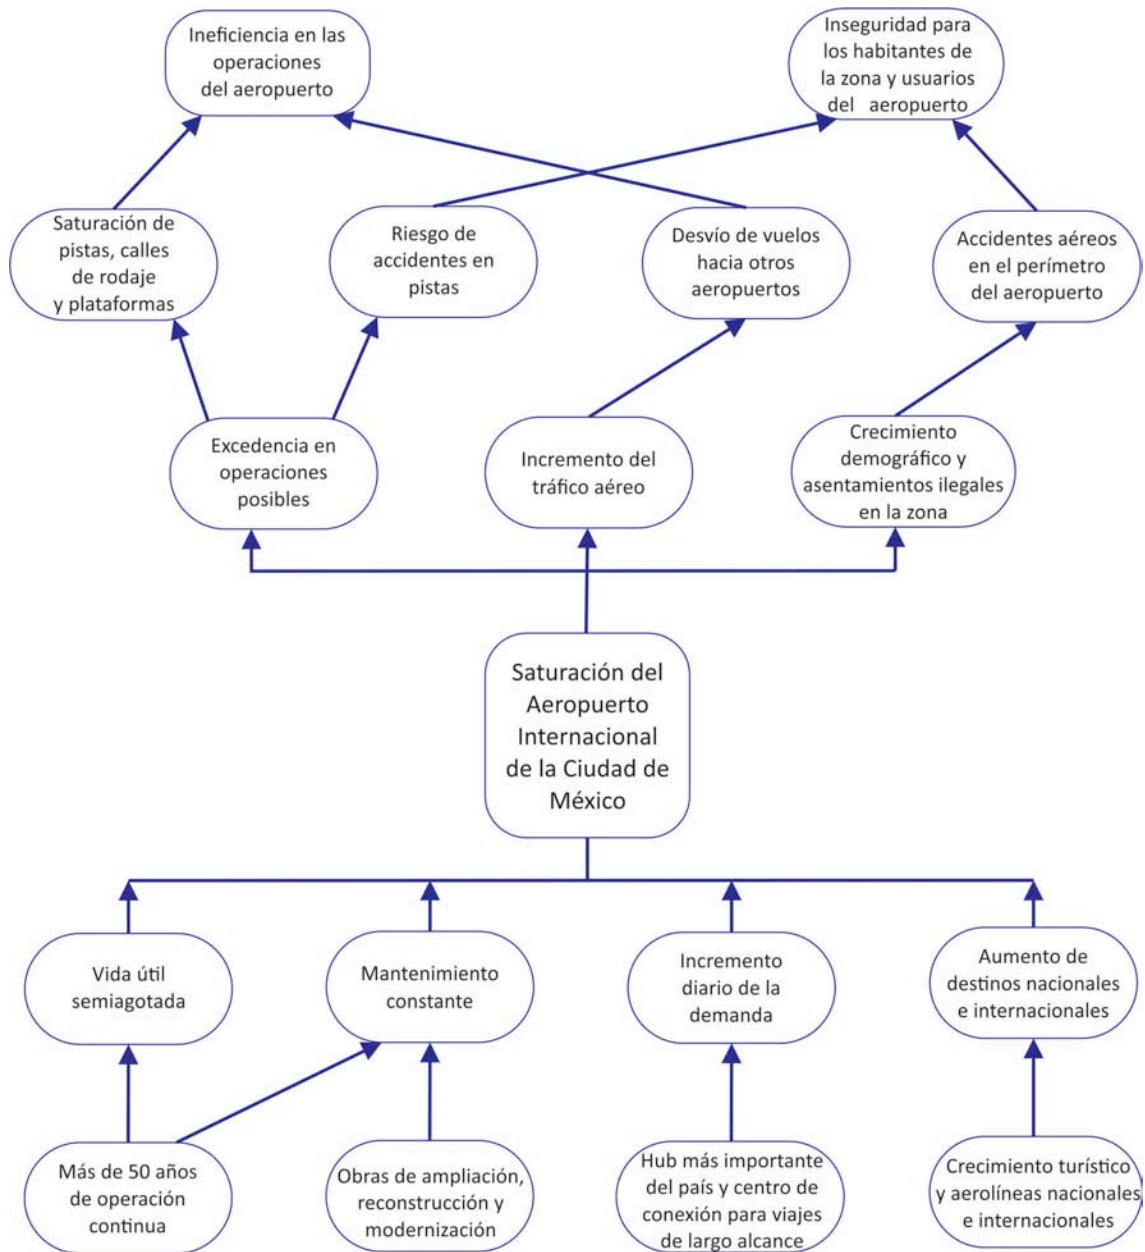 Ineficiencia en las
operaciones
del aeropuerto
Inseguridad para
los habitantes de
la zona y usuarios
del aeropuerto
Saturación de
pistas, calles
de rodaje
y plataformas
Riesgo de
accidentes en
pistas
Desvío de vuelos
hacia otros
aeropuertos
Accidentes aéreos
en el perímetro
del aeropuerto
Excedencia en
operaciones
posibles
Incremento del
tráfico aéreo
Crecimiento
demográfico y
asentamientos ilegales
en la zona
Saturación del
Aeropuerto
Internacional
de la Ciudad de
México
Vida útil
semiagotada
Mantenimiento
constante
Incremento
diario de la
demanda
Aumento de
destinos nacionales
e internacionales
Más de 50 años
de operación
continua
Obras de ampliación,
reconstrucción y
modernización
Hub más importante
del país y centro de
conexión para viajes
de largo alcance
Crecimiento turístico
y aerolíneas nacionales
e internacionales